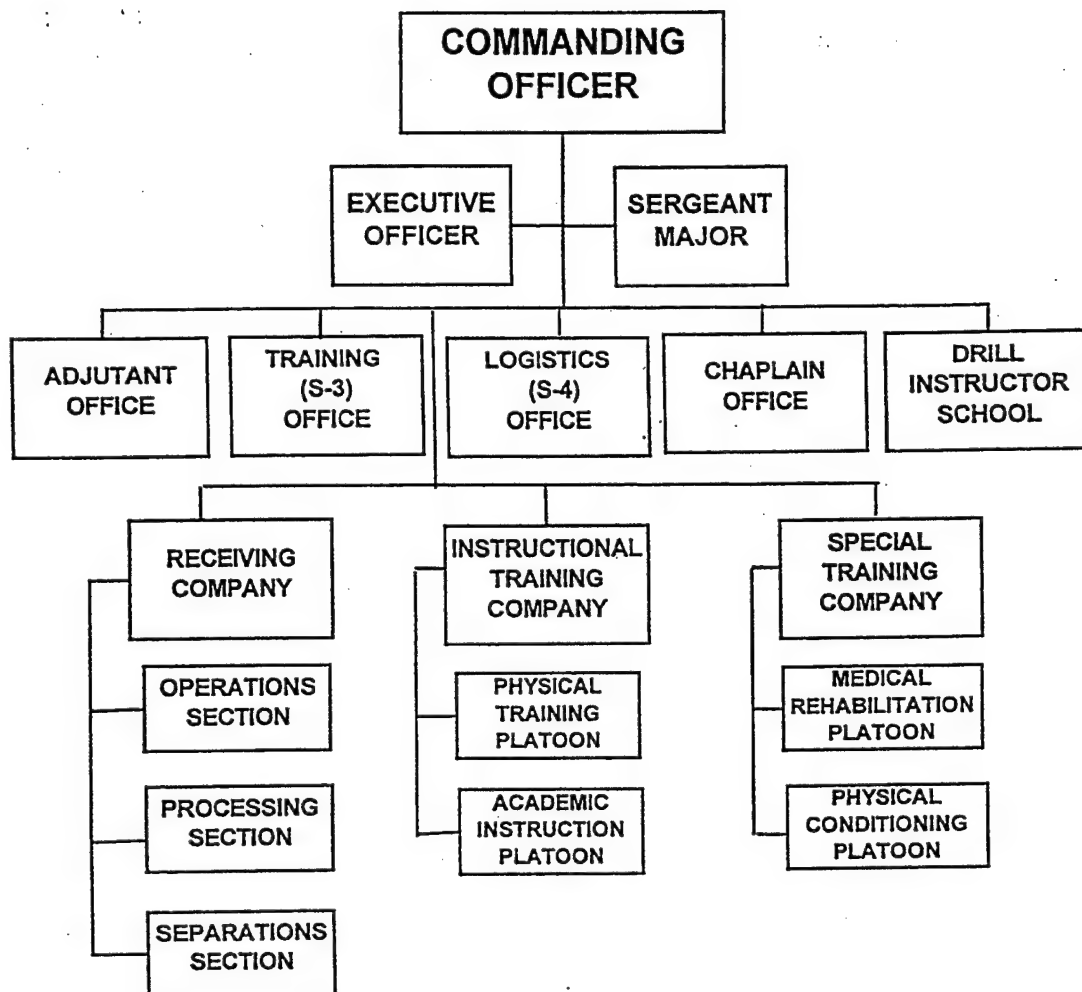 COMMANDING
OFFICER
EXECUTIVE
OFFICER
SERGEANT
MAJOR
ADJUTANT
OFFICE
TRAINING
(S-3)
OFFICE
LOGISTICS
(S-4)
OFFICE
CHAPLAIN
OFFICE
DRILL
INSTRUCTOR
SCHOOL
RECEIVING
COMPANY
INSTRUCTIONAL
TRAINING
COMPANY
SPECIAL
TRAINING
COMPANY
OPERATIONS
SECTION
PHYSICAL
TRAINING
PLATOON
MEDICAL
REHABILITATION
PLATOON
PROCESSING
SECTION
ACADEMIC
INSTRUCTION
PLATOON
PHYSICAL
CONDITIONING
PLATOON
SEPARATIONS
SECTION